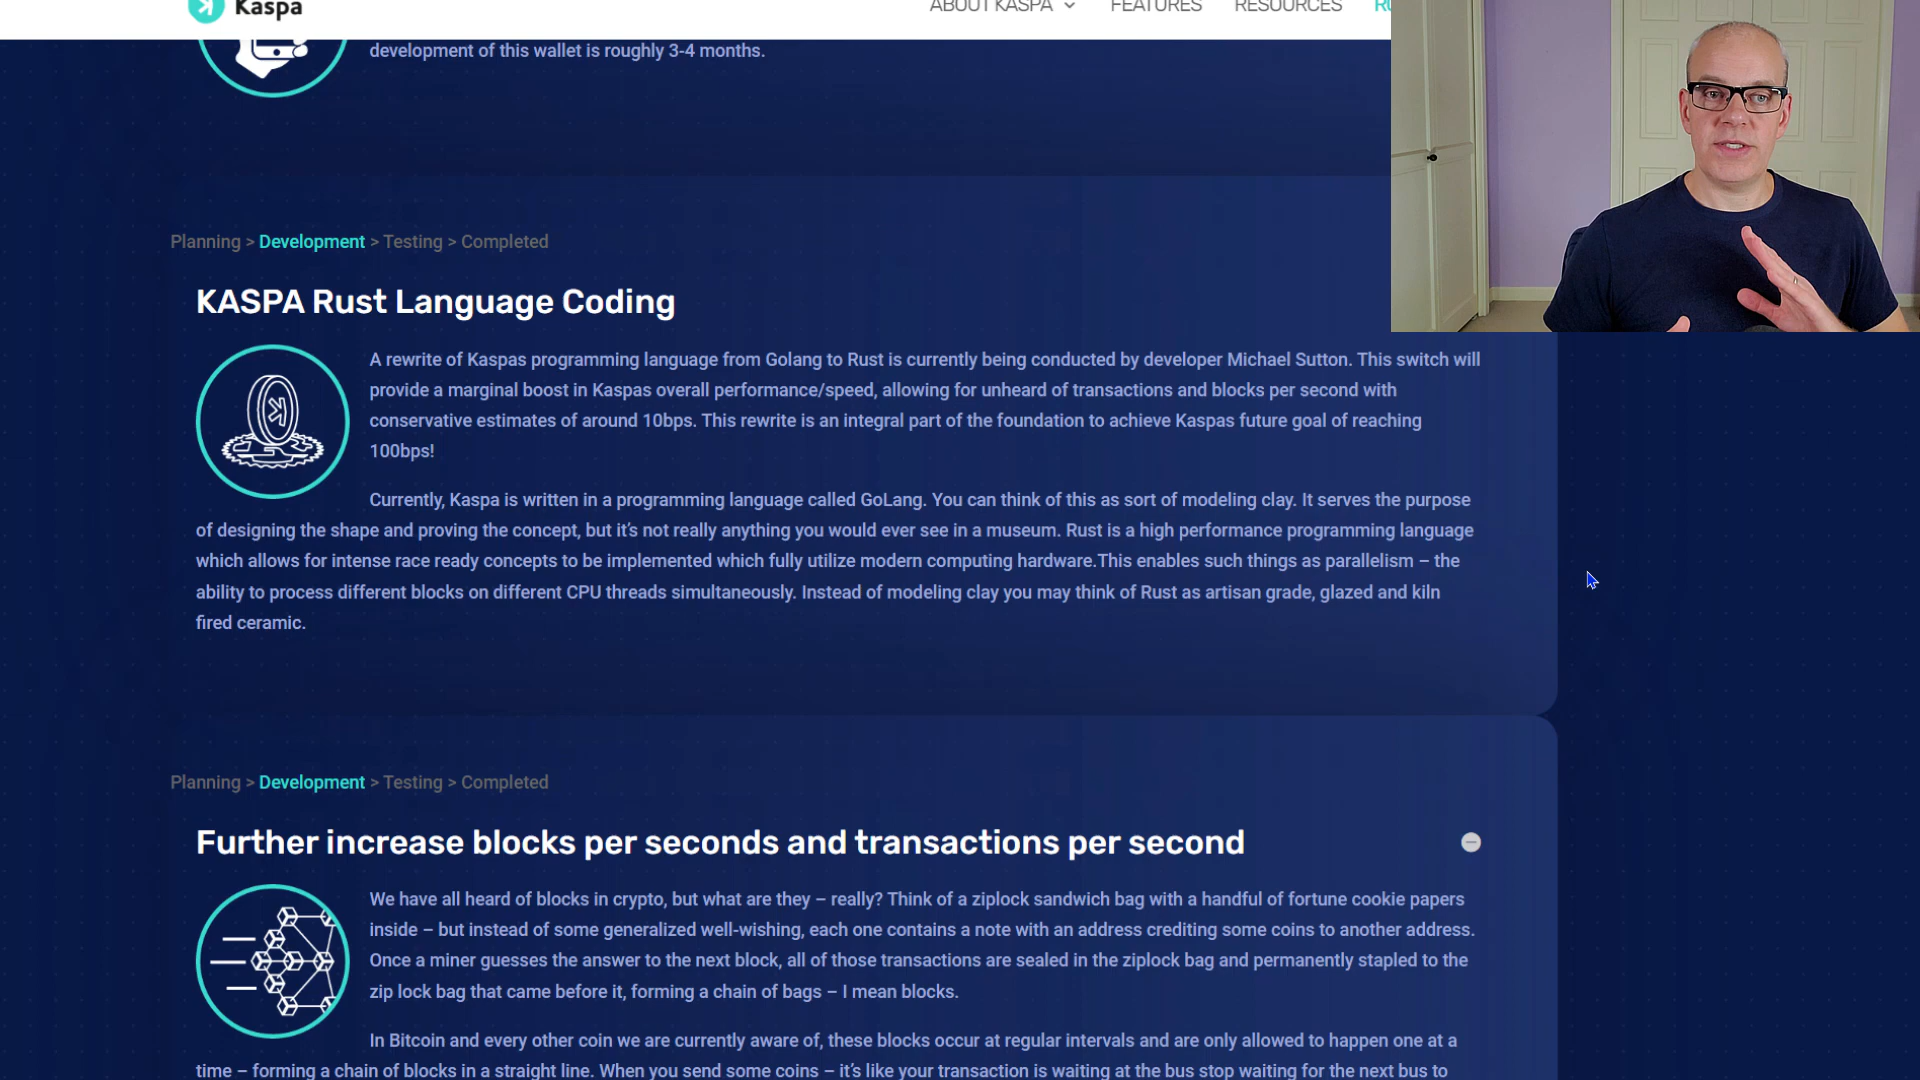 Kaspa
ABOUT KASPA
FEATURES
RESOURCES
development of this wallet is roughly 3-4 months.
Planning > Development > Testing > Completed
KASPA Rust Language Coding
A rewrite of Kaspas programming language from Golang to Rust is currently being conducted by developer Michael Sutton. This switch will
provide a marginal boost in Kaspas overall performance/speed, allowing for unheard of transactions and blocks per second with
conservative estimates of around 10bps. This rewrite is an integral part of the foundation to achieve Kaspas future goal of reaching
100bps!
Currently, Kaspa is written in a programming language called GoLang. You can think of this as sort of modeling clay. It serves the purpose
of designing the shape and proving the concept, but it's not really anything you would ever see in a museum. Rust is a high performance programming language
which allows for intense race ready concepts to be implemented which fully utilize modern computing hardware.This enables such things as parallelism – the
ability to process different blocks on different CPU threads simultaneously. Instead of modeling clay you may think of Rust as artisan grade, glazed and kiln
fired ceramic.
Planning > Development > Testing > Completed
Further increase blocks per seconds and transactions per second
We have all heard of blocks in crypto, but what are they – really? Think of a ziplock sandwich bag with a handful of fortune cookie papers
inside – but instead of some generalized well-wishing, each one contains a note with an address crediting some coins to another address.
Once a miner guesses the answer to the next block, all of those transactions are sealed in the ziplock bag and permanently stapled to the
zip lock bag that came before it, forming a chain of bags – I mean blocks.
In Bitcoin and every other coin we are currently aware of, these blocks occur at regular intervals and are only allowed to happen one at a
time – forming a chain of blocks in a straight line. When you send some coins – it's like your transaction is waiting at the bus stop waiting for the next bus to